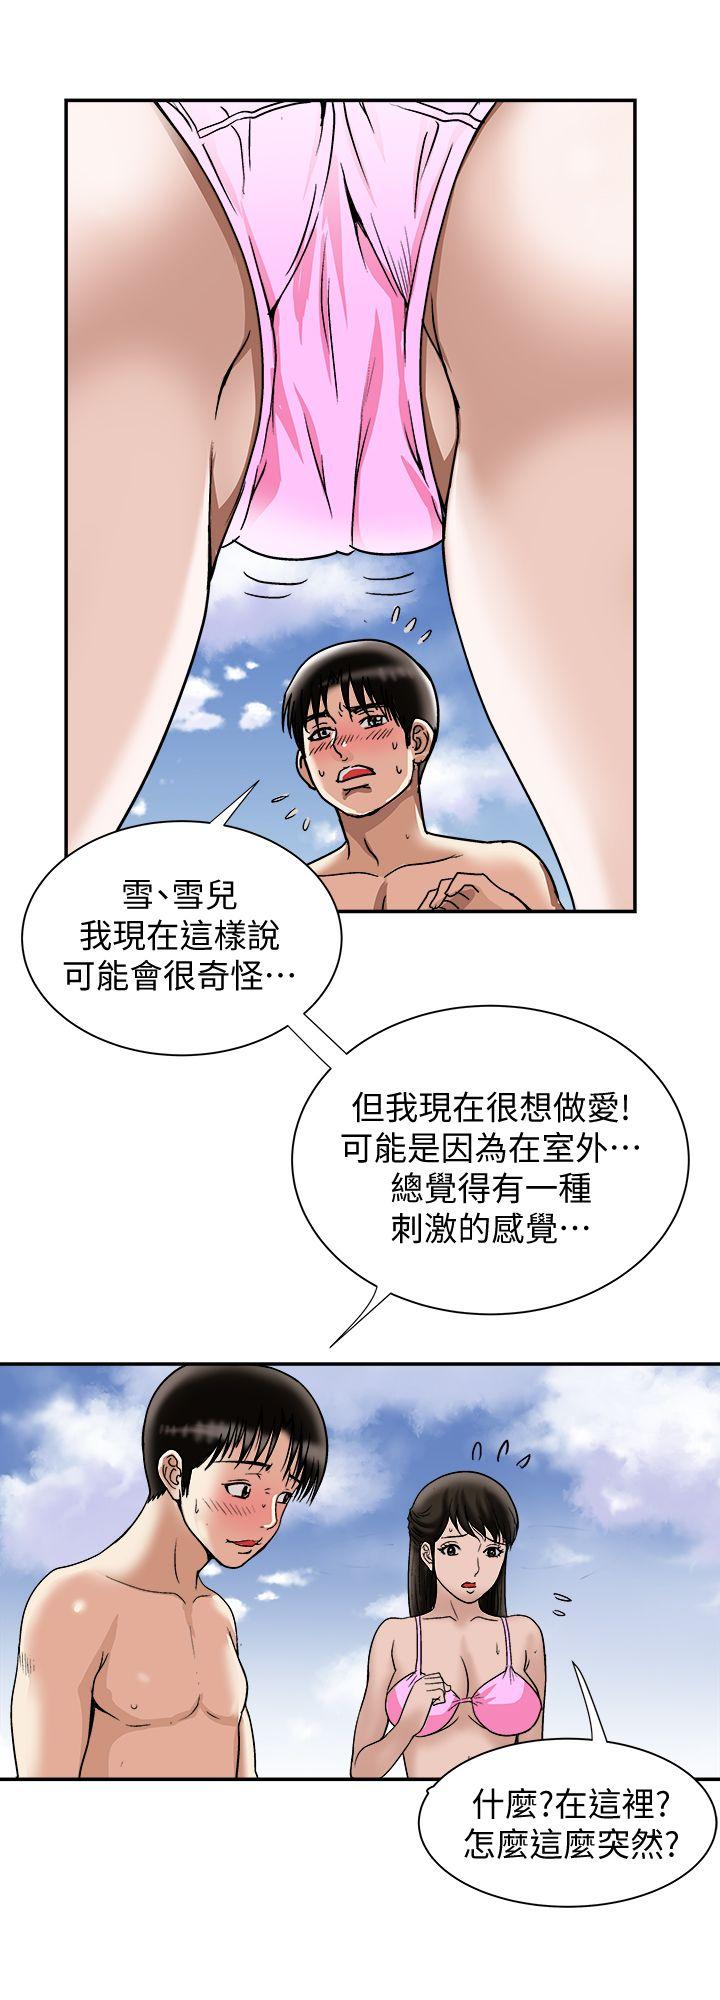 雪、雪兒
我現在這樣說
可能會很奇怪⋯
但我現在很想做愛!
可能是因為在室外⋯
總覺得有一種
刺激的感覺⋯
什麼?在這裡?
怎麼這麼突然?